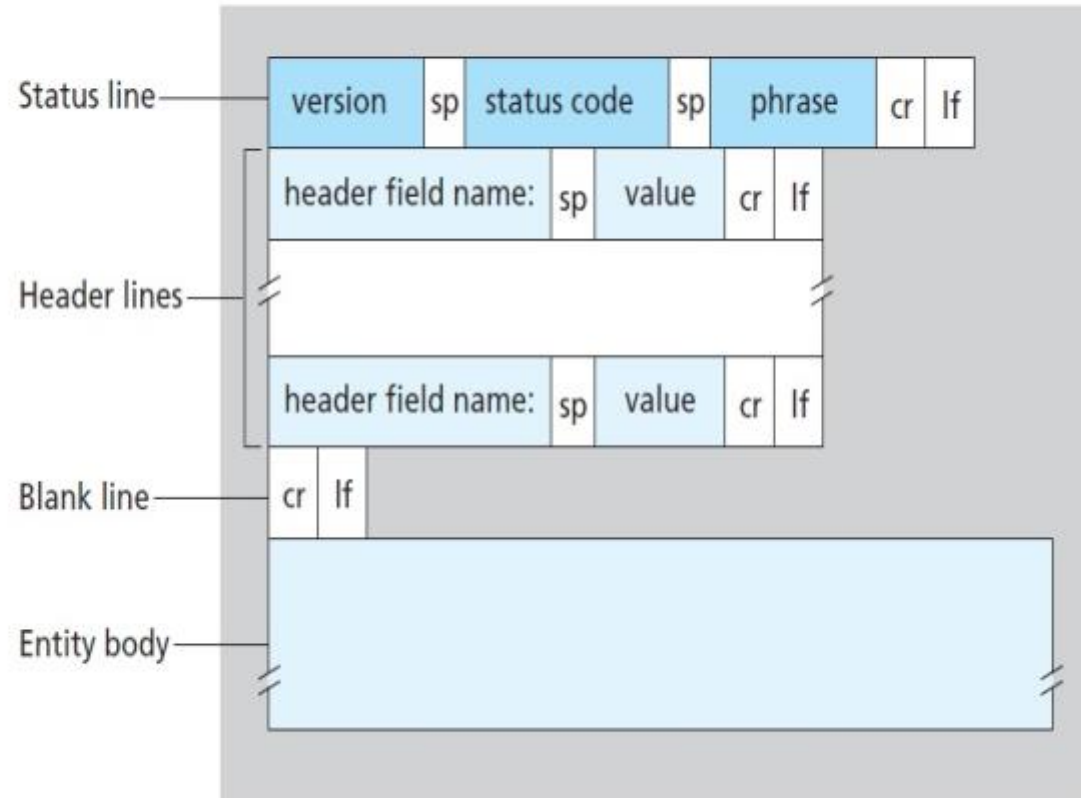 Status line version sp status code sp phrase cr lf
header field name: sp value cr lf
Header lines
header field name: sp value cr lf
Blank line cr lf
Entity body